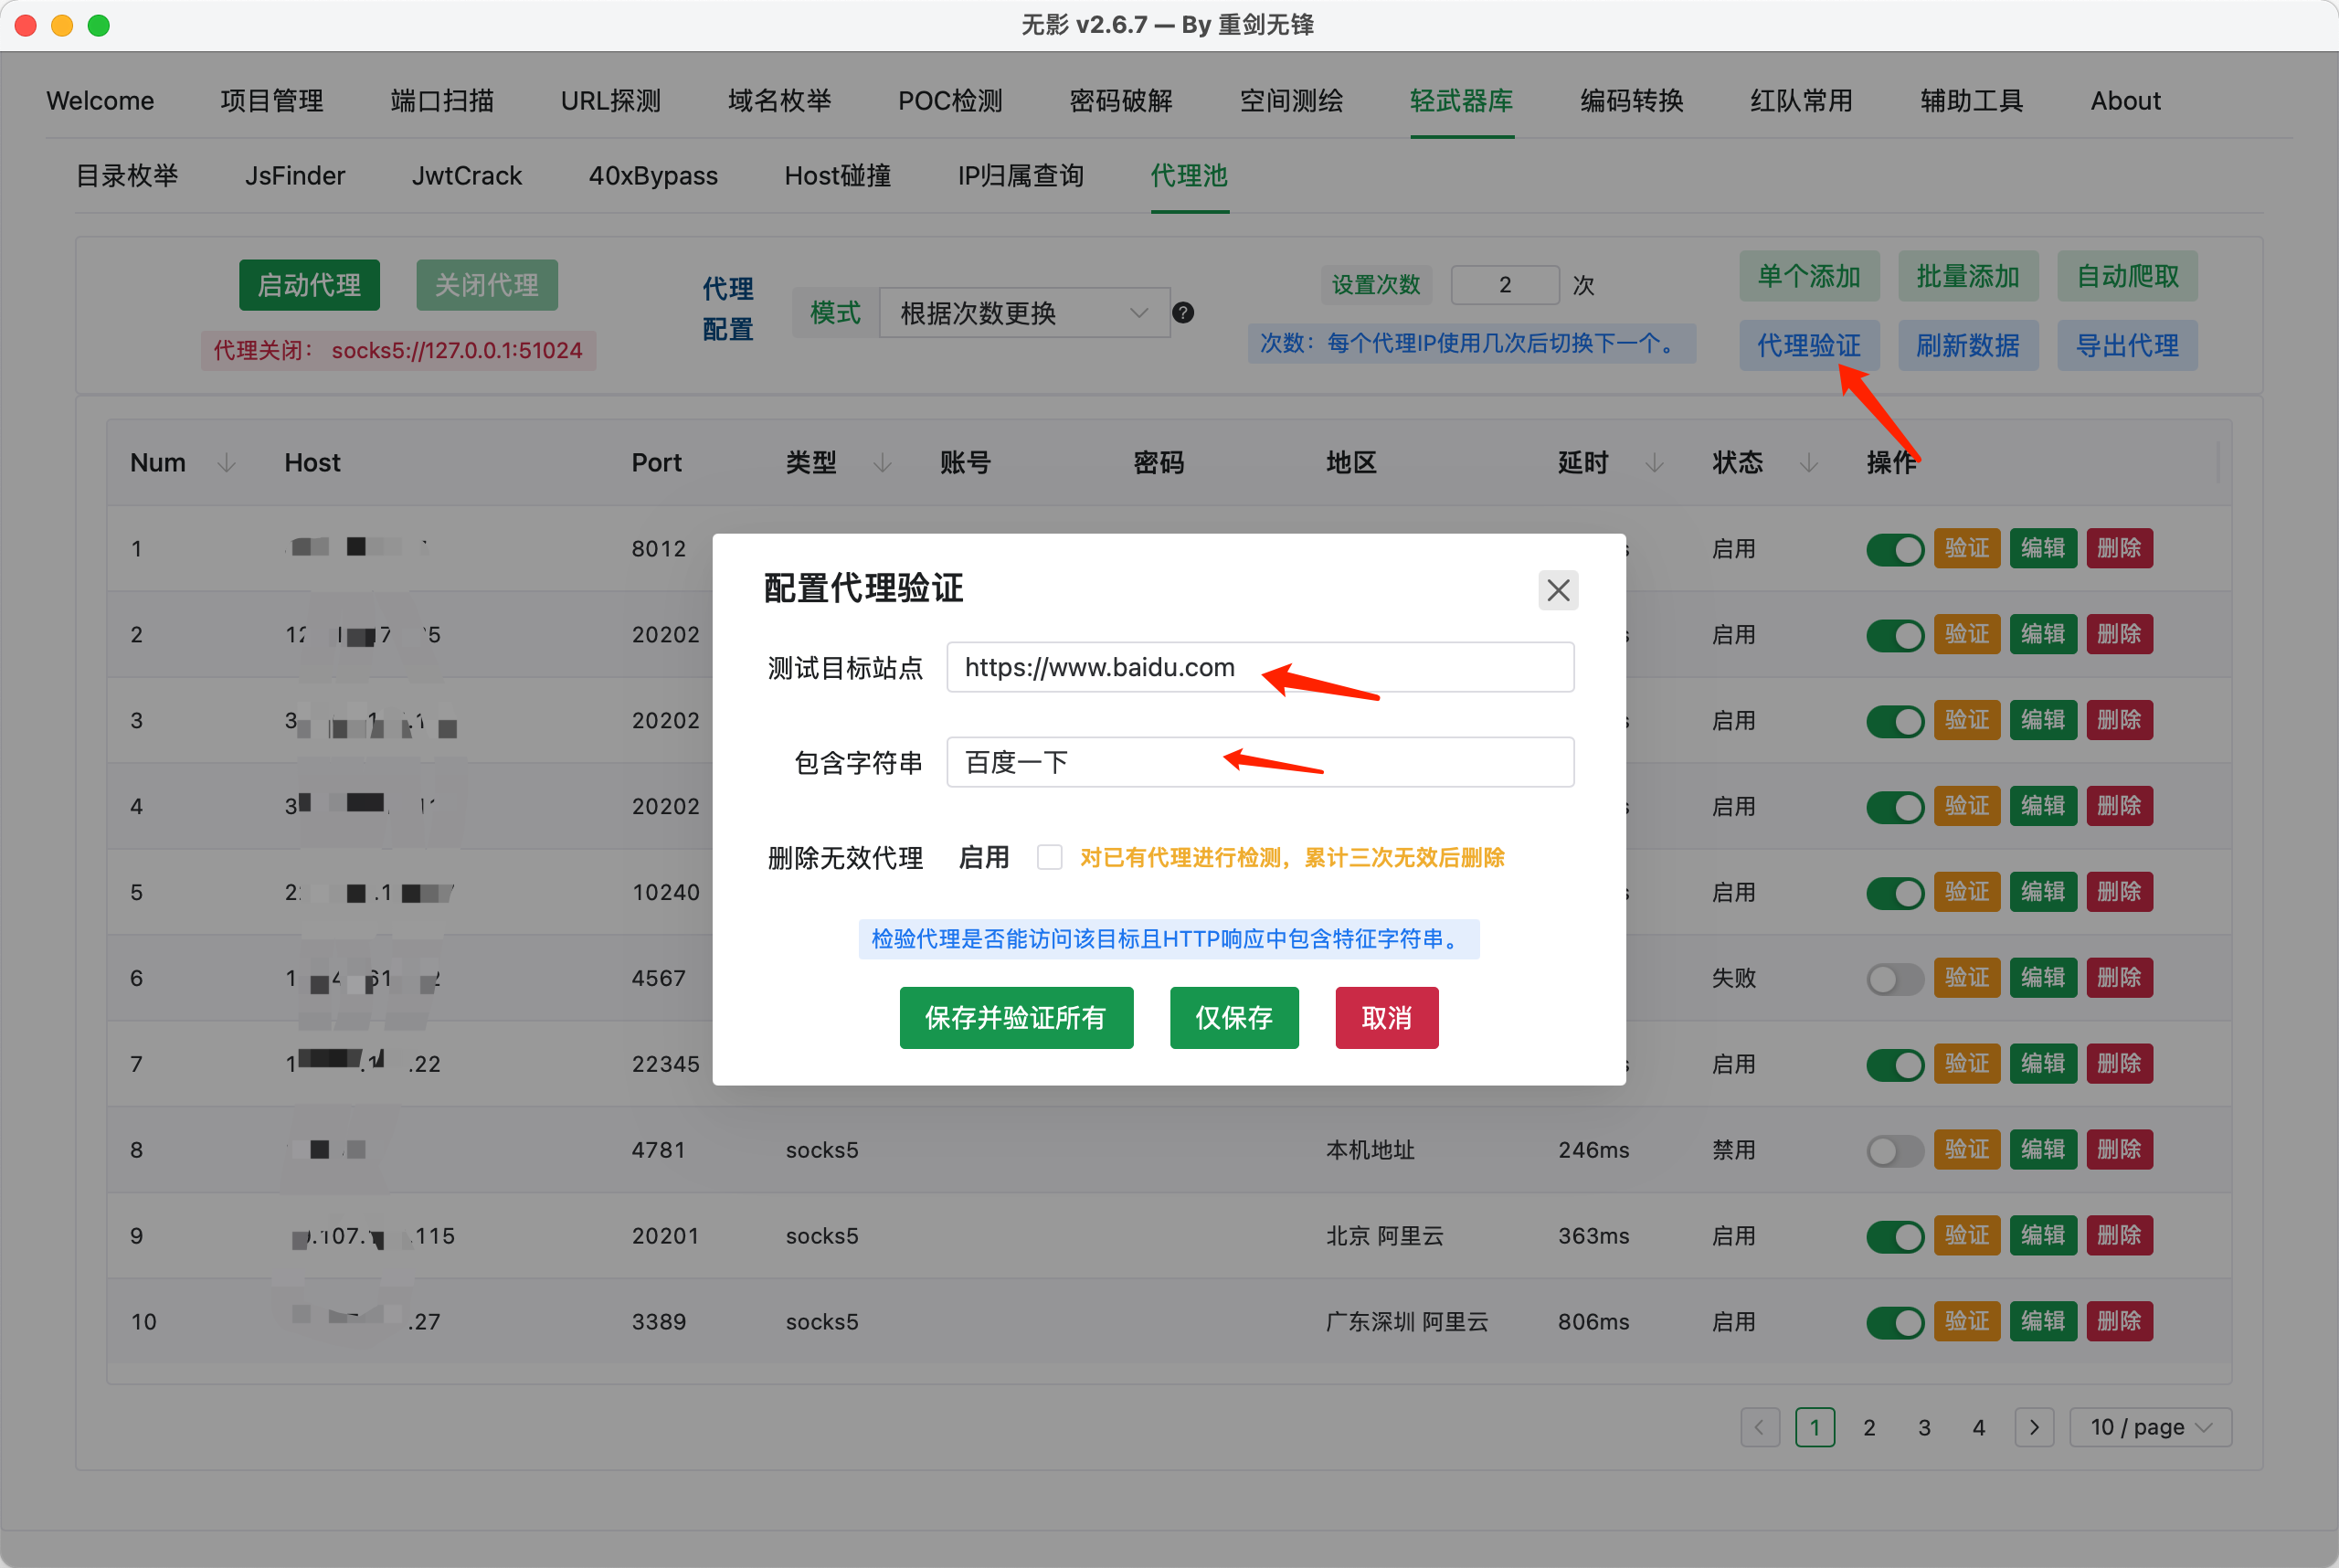 无影 v2.6.7 — By 重剑无锋
Welcome 项目管理 端口扫描 URL探测 域名枚举 POC检测 密码破解 空间测绘 轻武器库 编码转换 红队常用 辅助工具 About
目录枚举 JsFinder JwtCrack 40xBypass Host碰撞 IP归属查询 代理池
启动代理 关闭代理
代理关闭： socks5://127.0.0.1:51024
代理
配置
模式 根据次数更换
设置次数 2 次
次数：每个代理IP使用几次后切换下一个。
单个添加 批量添加 自动爬取
代理验证 刷新数据 导出代理
Num Host Port 类型 账号 密码 地区 延时 状态 操作
1 8012 启用 验证 编辑 删除
2 20202 启用 验证 编辑 删除
3 20202 启用 验证 编辑 删除
4 20202 启用 验证 编辑 删除
5 10240 启用 验证 编辑 删除
6 4567 失败 验证 编辑 删除
7 .22 22345 启用 验证 编辑 删除
8 4781 socks5 本机地址 246ms 禁用 验证 编辑 删除
9 .107. .115 20201 socks5 北京 阿里云 363ms 启用 验证 编辑 删除
10 .27 3389 socks5 广东深圳 阿里云 806ms 启用 验证 编辑 删除
配置代理验证
测试目标站点 https://www.baidu.com
包含字符串 百度一下
删除无效代理 启用 对已有代理进行检测，累计三次无效后删除
检验代理是否能访问该目标且HTTP响应中包含特征字符串。
保存并验证所有 仅保存 取消
1 2 3 4 10 / page